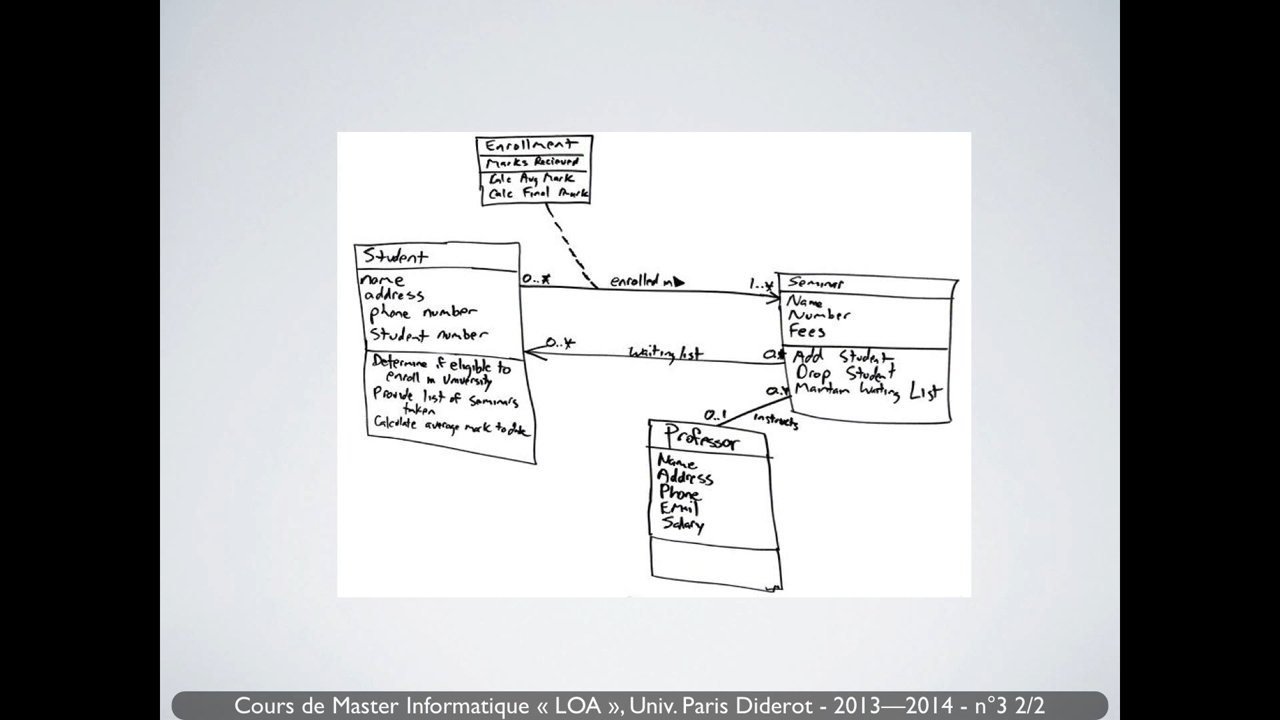 Enrollment
Marks Recieved
Calc Avg Mark
Calc Final Mark
Student
name
address
phone number
Student number
Determine if eligible to
enroll in University
Provide list of Seminars
taken
Calculate average mark to date
0..*
enrolled in
1..*
0..*
Waiting list
0..*
Seminar
Name
Number
Fees
Add Student
Drop Student
Maintain Waiting List
0..*
instructs
0..1
Professor
Name
Address
Phone
Email
Salary
Cours de Master Informatique « LOA », Univ. Paris Diderot - 2013—2014 - n°3 2/2